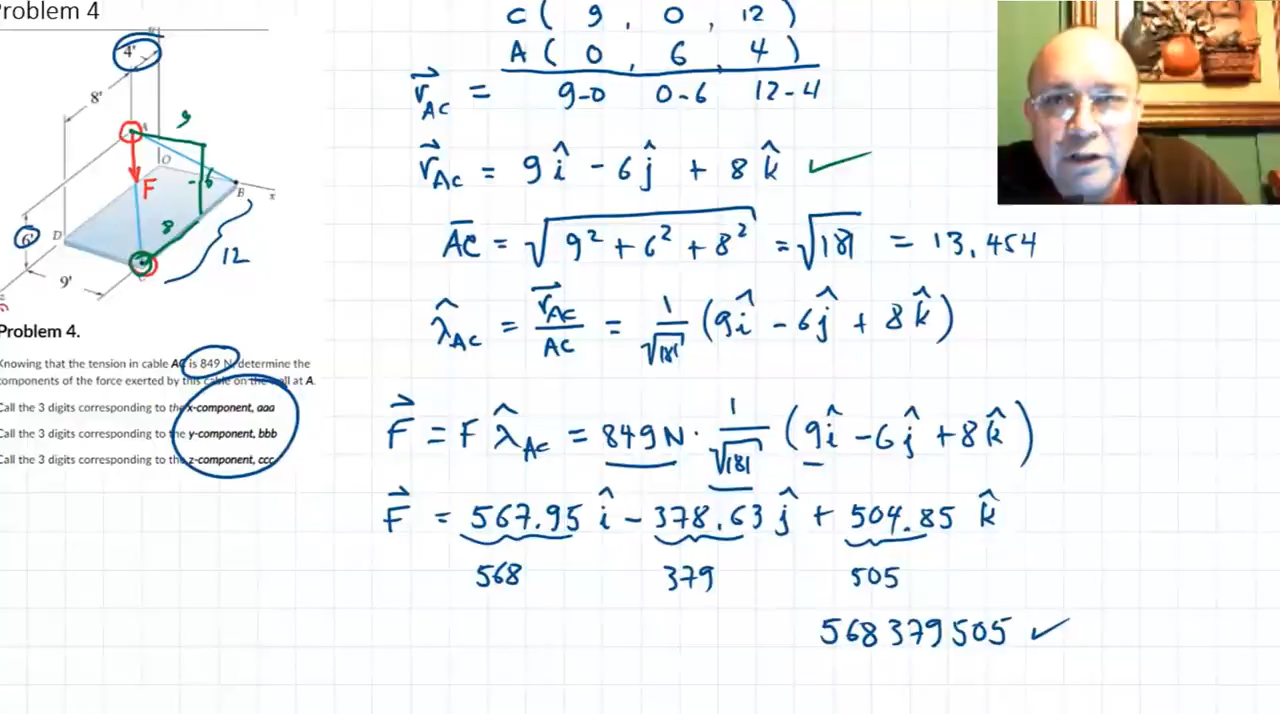 Problem 4
4'
8'
9
A
O
F
-6
B
x
8
6'
D
12
9'
Problem 4.
Knowing that the tension in cable AC is 849 N, determine the
components of the force exerted by this cable on the wall at A.
Call the 3 digits corresponding to the x-component, aaa
Call the 3 digits corresponding to the y-component, bbb
Call the 3 digits corresponding to the z-component, ccc
C ( 9 , 0 , 12 )
A ( 0 , 6 , 4 )
r⃗AC = 9-0 0-6 12-4
r⃗AC = 9î - 6ĵ + 8k̂ ✓
A̅C̅ = √(9² + 6² + 8²) = √181 = 13.454
λ̂AC = r⃗AC / AC = 1/√181 (9î - 6ĵ + 8k̂)
F⃗ = F λ̂AC = 849N · 1/√181 (9î - 6ĵ + 8k̂)
F⃗ = 567.95 î - 378.63 ĵ + 504.85 k̂
568 379 505
568379505 ✓